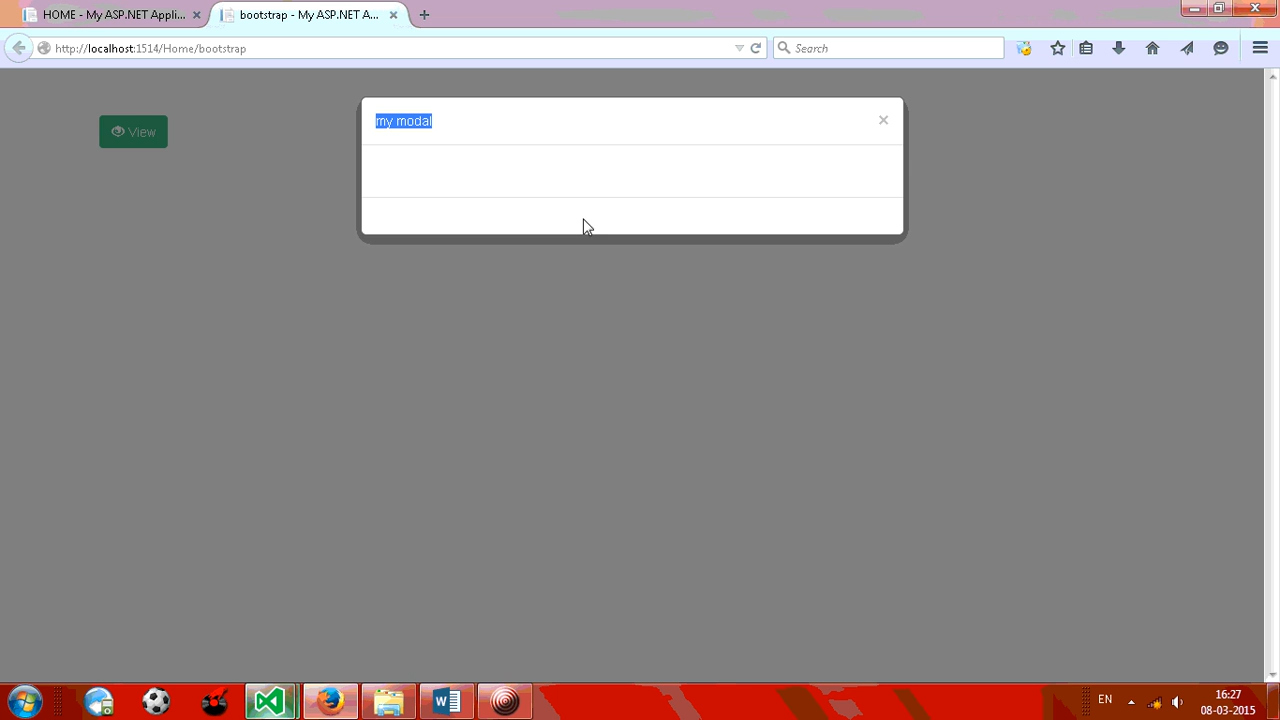 HOME - My ASP.NET Appli...
bootstrap - My ASP.NET A...
http://localhost:1514/Home/bootstrap
Search
my modal
×
View
EN
16:27
08-03-2015